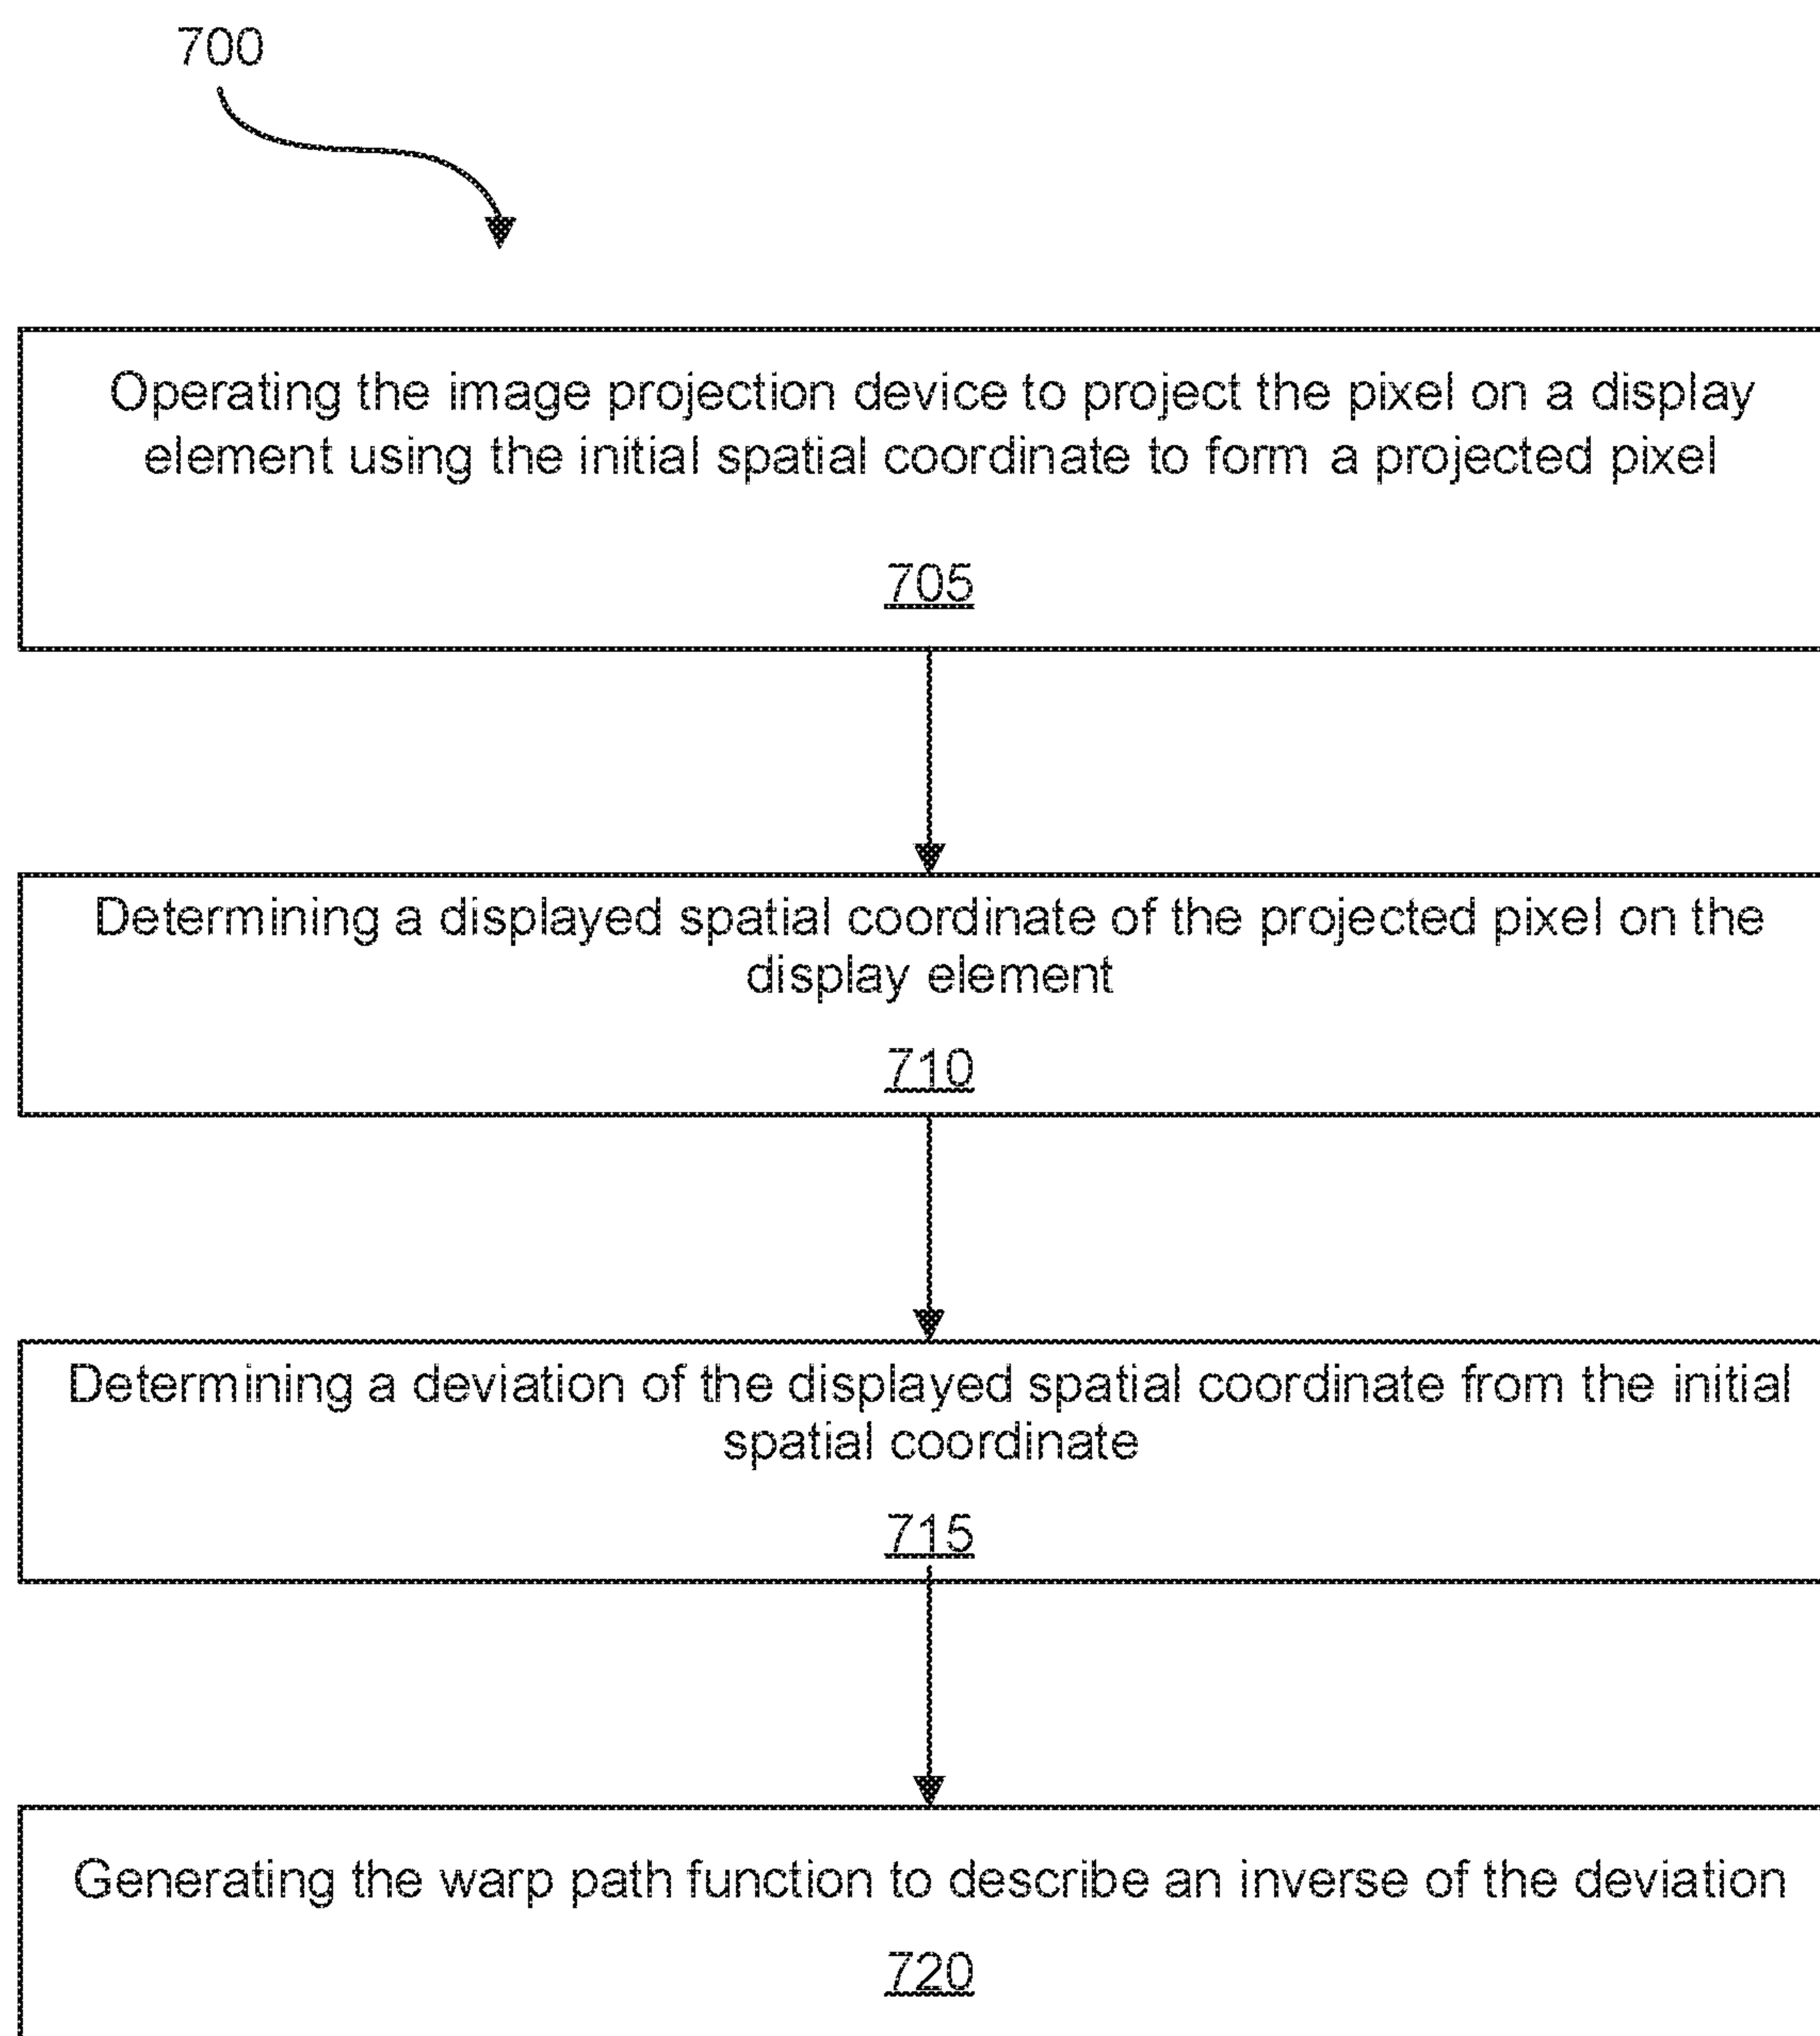 700
Operating the image projection device to project the pixel on a display
element using the initial spatial coordinate to form a projected pixel
705
Determining a displayed spatial coordinate of the projected pixel on the
display element
710
Determining a deviation of the displayed spatial coordinate from the initial
spatial coordinate
715
Generating the warp path function to describe an inverse of the deviation
720